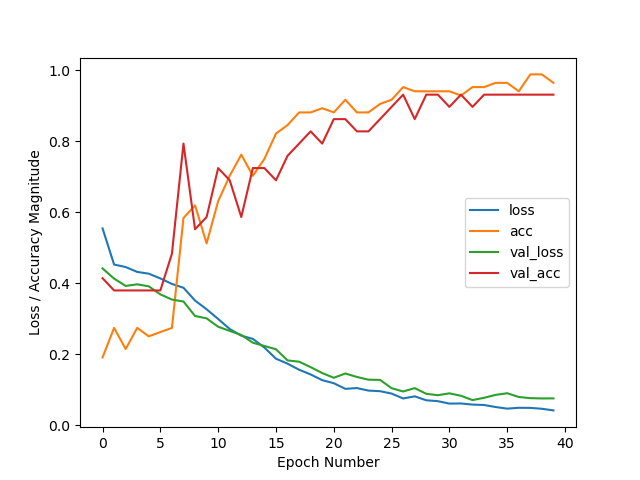 1.0
0.8
0.6
0.4
0.2
0.0
Loss / Accuracy Magnitude
loss
acc
val_loss
val_acc
0 5 10 15 20 25 30 35 40
Epoch Number